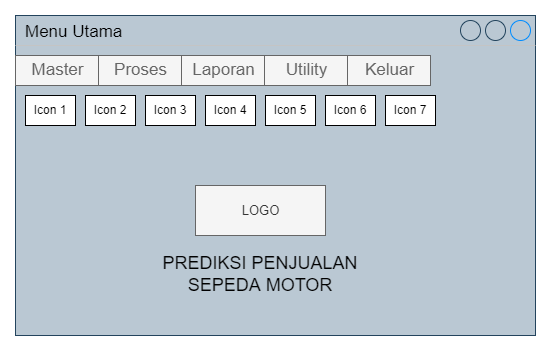 Menu Utama
Master Proses Laporan Utility Keluar
Icon 1 Icon 2 Icon 3 Icon 4 Icon 5 Icon 6 Icon 7
LOGO
PREDIKSI PENJUALAN
SEPEDA MOTOR